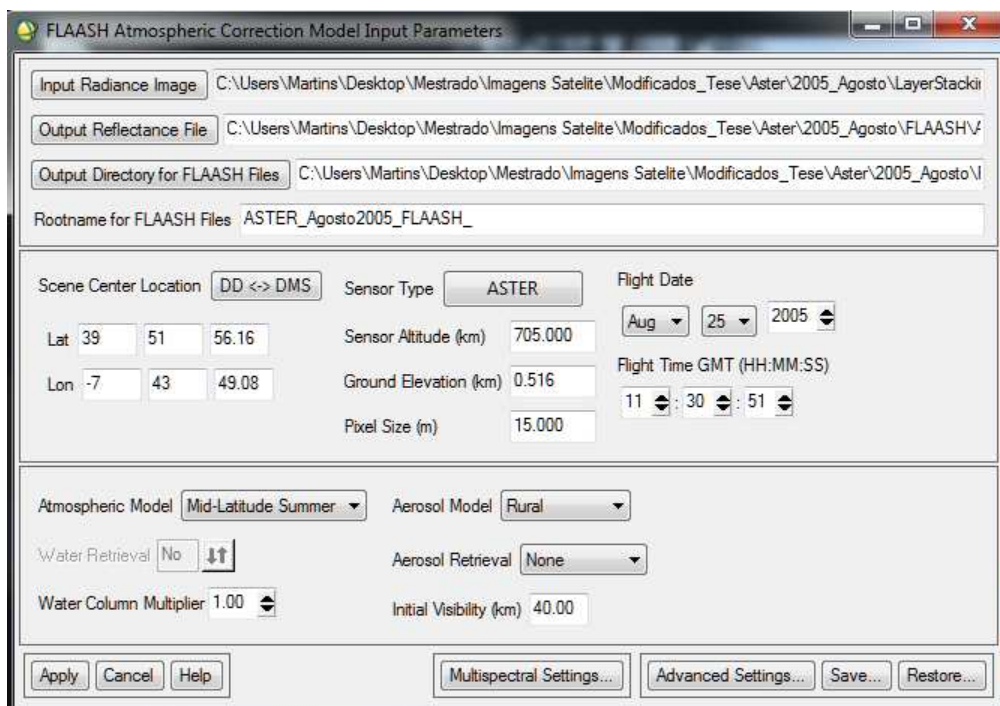 FLAASH Atmospheric Correction Model Input Parameters
Input Radiance Image C:\Users\Martins\Desktop\Mestrado\Imagens Satelite\Modificados_Tese\Aster\2005_Agosto\LayerStackin
Output Reflectance File C:\Users\Martins\Desktop\Mestrado\Imagens Satelite\Modificados_Tese\Aster\2005_Agosto\FLAASH\A
Output Directory for FLAASH Files C:\Users\Martins\Desktop\Mestrado\Imagens Satelite\Modificados_Tese\Aster\2005_Agosto\
Rootname for FLAASH Files ASTER_Agosto2005_FLAASH_
Scene Center Location DD <-> DMS
Lat 39 51 56.16
Lon -7 43 49.08
Sensor Type ASTER
Sensor Altitude (km) 705.000
Ground Elevation (km) 0.516
Pixel Size (m) 15.000
Flight Date
Aug 25 2005
Flight Time GMT (HH:MM:SS)
11 : 30 : 51
Atmospheric Model Mid-Latitude Summer
Water Retrieval No
Water Column Multiplier 1.00
Aerosol Model Rural
Aerosol Retrieval None
Initial Visibility (km) 40.00
Apply Cancel Help Multispectral Settings... Advanced Settings... Save... Restore...